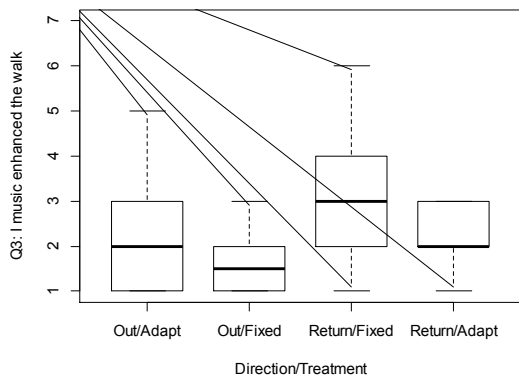 Q3: I music enhanced the walk
7
6
5
4
3
2
1
Out/Adapt Out/Fixed Return/Fixed Return/Adapt
Direction/Treatment